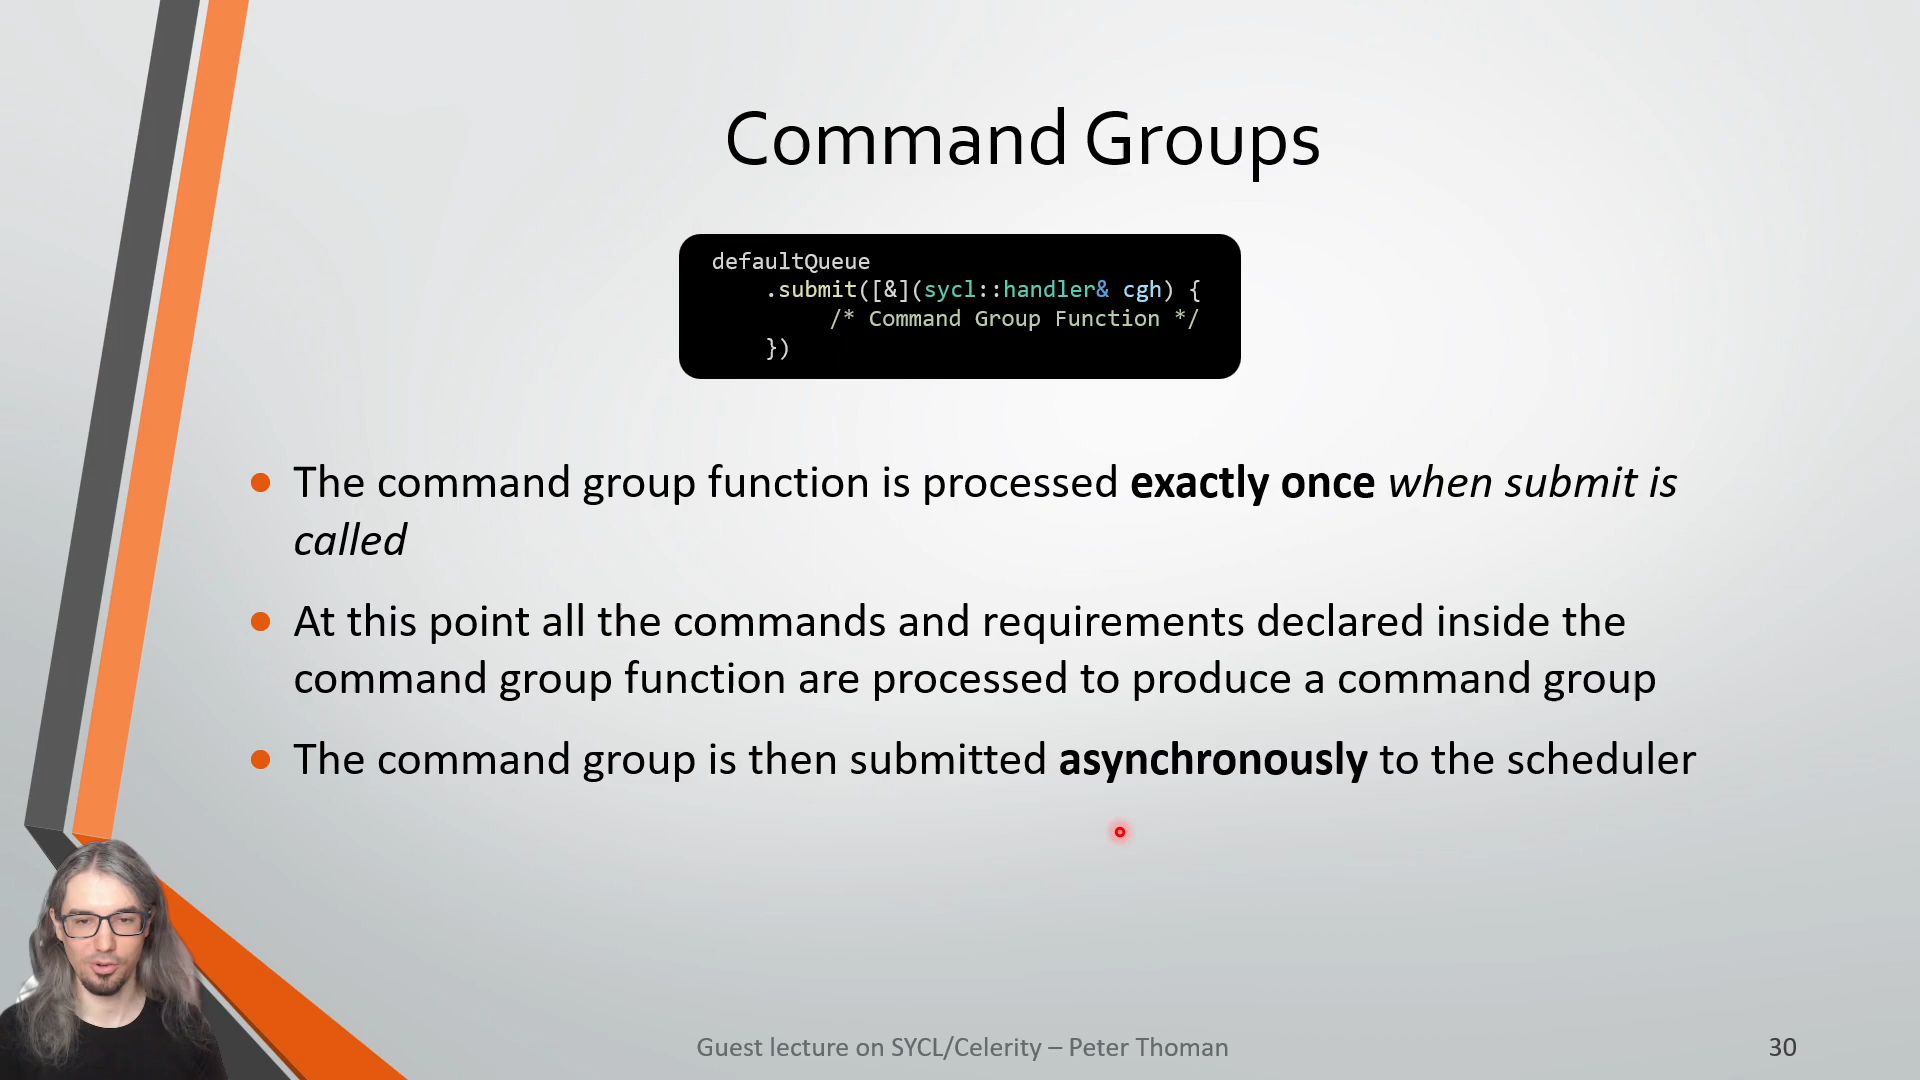 Command Groups
defaultQueue
.submit([&](sycl::handler& cgh) {
/* Command Group Function */
})
The command group function is processed exactly once when submit is
called
At this point all the commands and requirements declared inside the
command group function are processed to produce a command group
The command group is then submitted asynchronously to the scheduler
Guest lecture on SYCL/Celerity – Peter Thoman
30